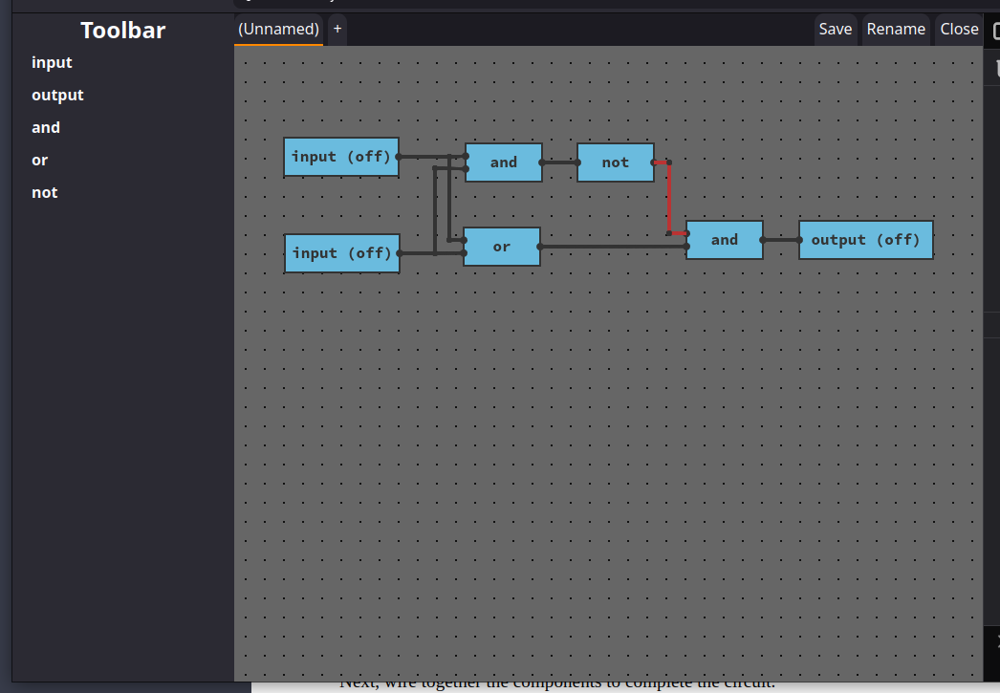 Toolbar
(Unnamed)
+
Save
Rename
Close
input
output
and
or
not
input (off)
and
not
input (off)
or
and
output (off)
Next, wire together the components to complete the circuit.